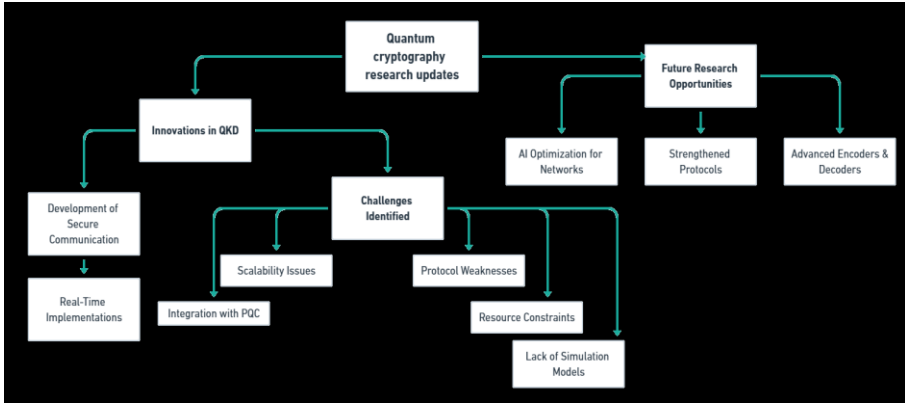 Quantum
cryptography
research updates
Future Research
Opportunities
Innovations in QKD
AI Optimization for
Networks
Strengthened
Protocols
Advanced Encoders &
Decoders
Development of
Secure
Communication
Challenges
Identified
Scalability Issues
Protocol Weaknesses
Real-Time
Implementations
Integration with PQC
Resource Constraints
Lack of Simulation
Models